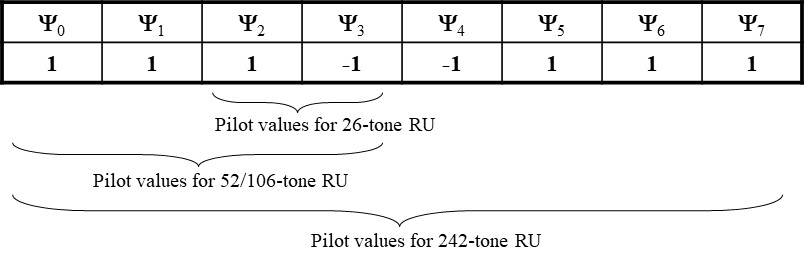 Ψ0 Ψ1 Ψ2 Ψ3 Ψ4 Ψ5 Ψ6 Ψ7
1 1 1 -1 -1 1 1 1
Pilot values for 26-tone RU
Pilot values for 52/106-tone RU
Pilot values for 242-tone RU